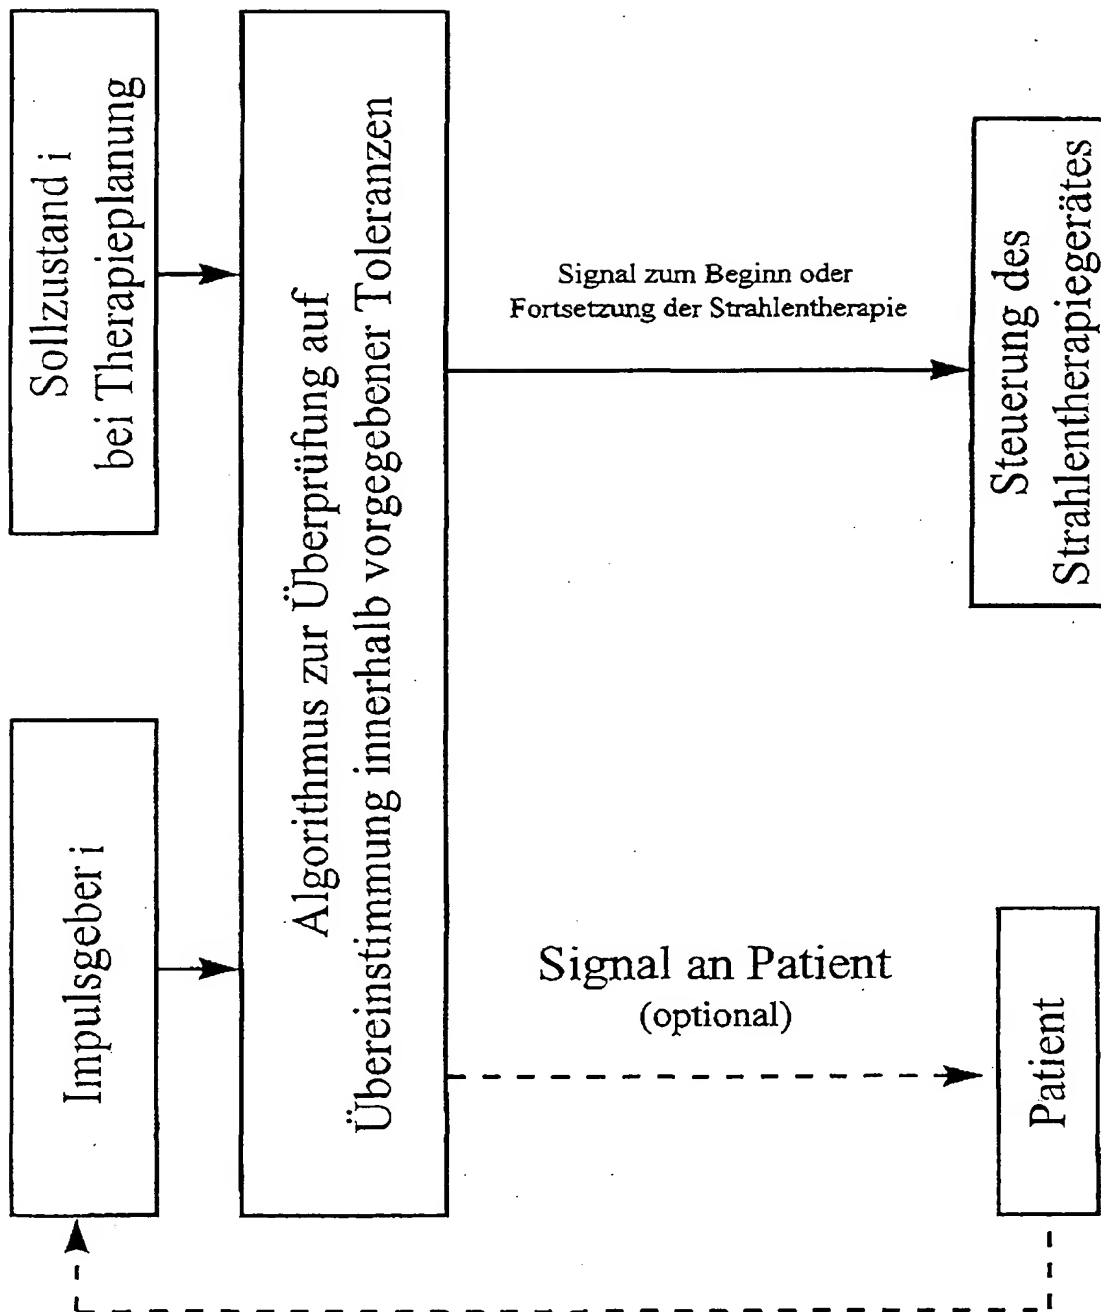 Impulsgeber i
Sollzustand i
bei Therapieplanung
Algorithmus zur Überprüfung auf
Übereinstimmung innerhalb vorgegebener Toleranzen
Signal an Patient
(optional)
Signal zum Beginn oder
Fortsetzung der Strahlentherapie
Patient
Steuerung des
Strahlentherapiegerätes